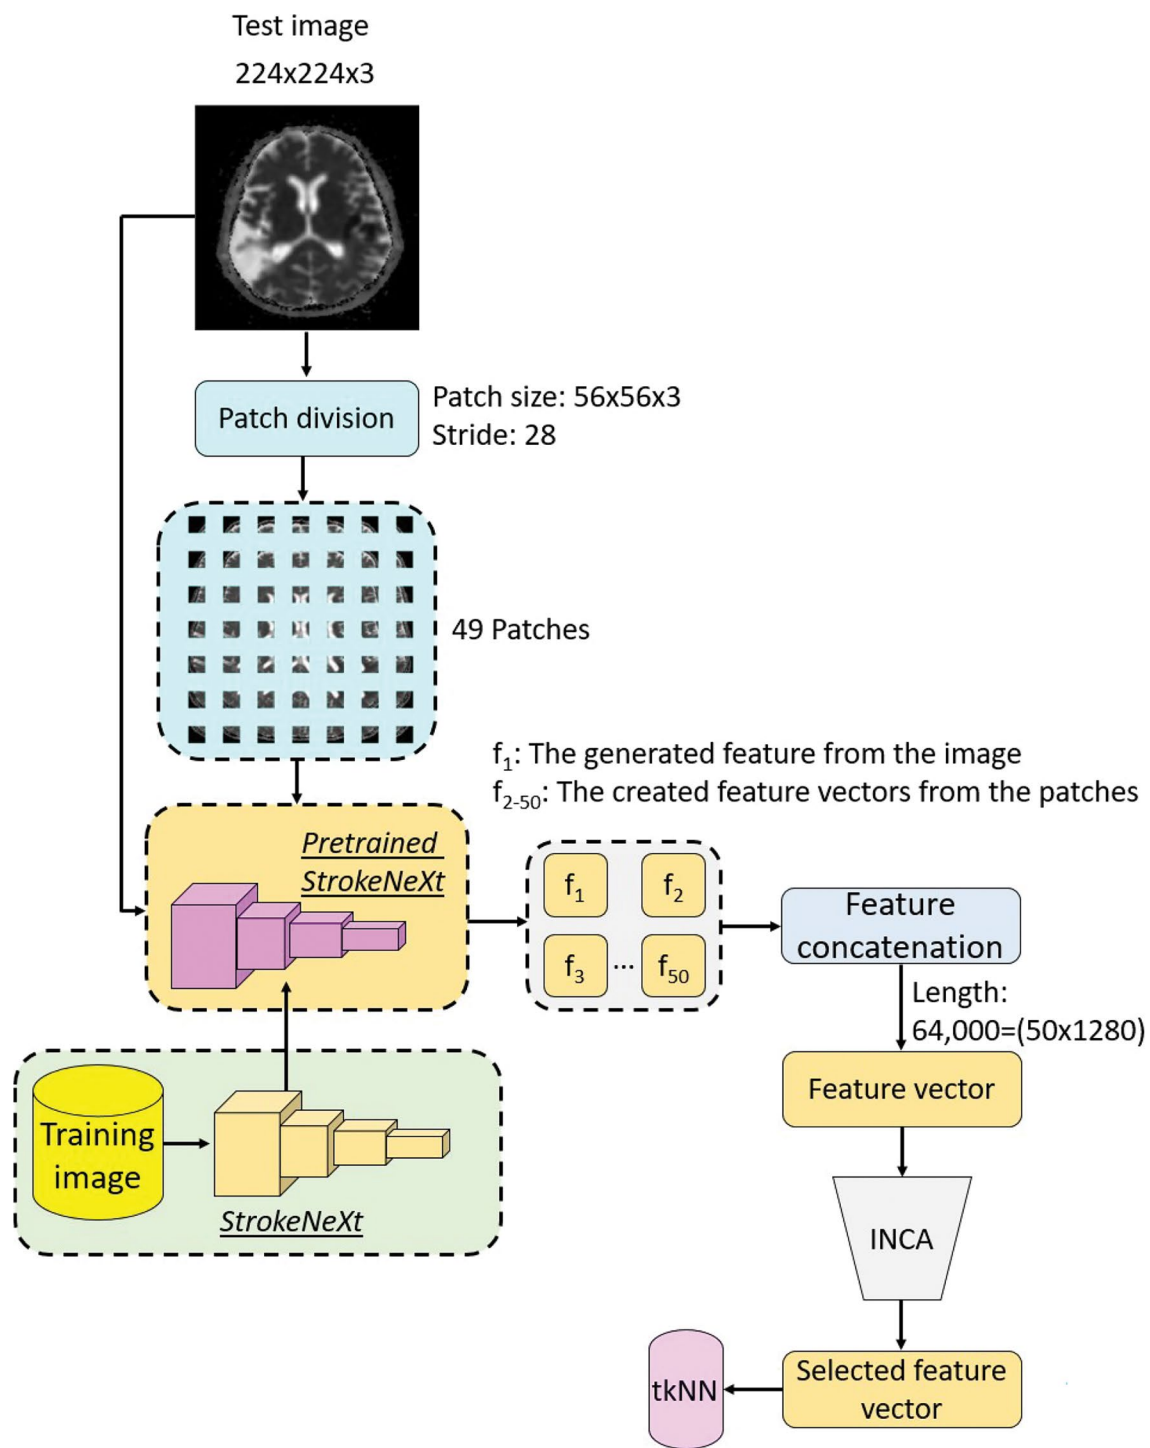 Test image
224x224x3
Patch division
Patch size: 56x56x3
Stride: 28
49 Patches
f1: The generated feature from the image
f2-50: The created feature vectors from the patches
Pretrained
StrokeNeXt
f1
f2
f3
...
f50
Feature
concatenation
Length:
64,000=(50x1280)
Feature vector
Training
image
StrokeNeXt
INCA
Selected feature
vector
tkNN